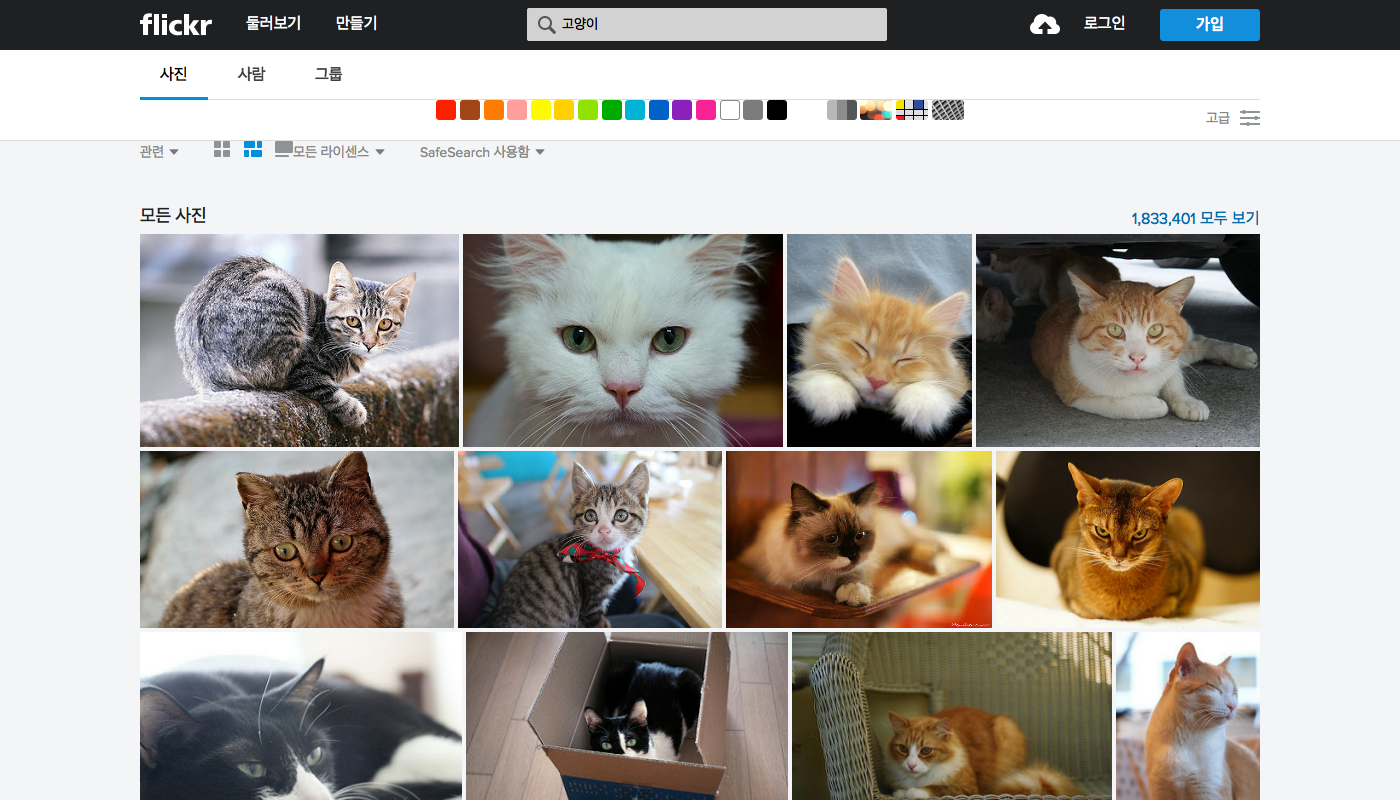 flickr 둘러보기 만들기 고양이 로그인 가입
사진 사람 그룹
고급
관련 모든 라이센스 SafeSearch 사용함
모든 사진 1,833,401 모두 보기